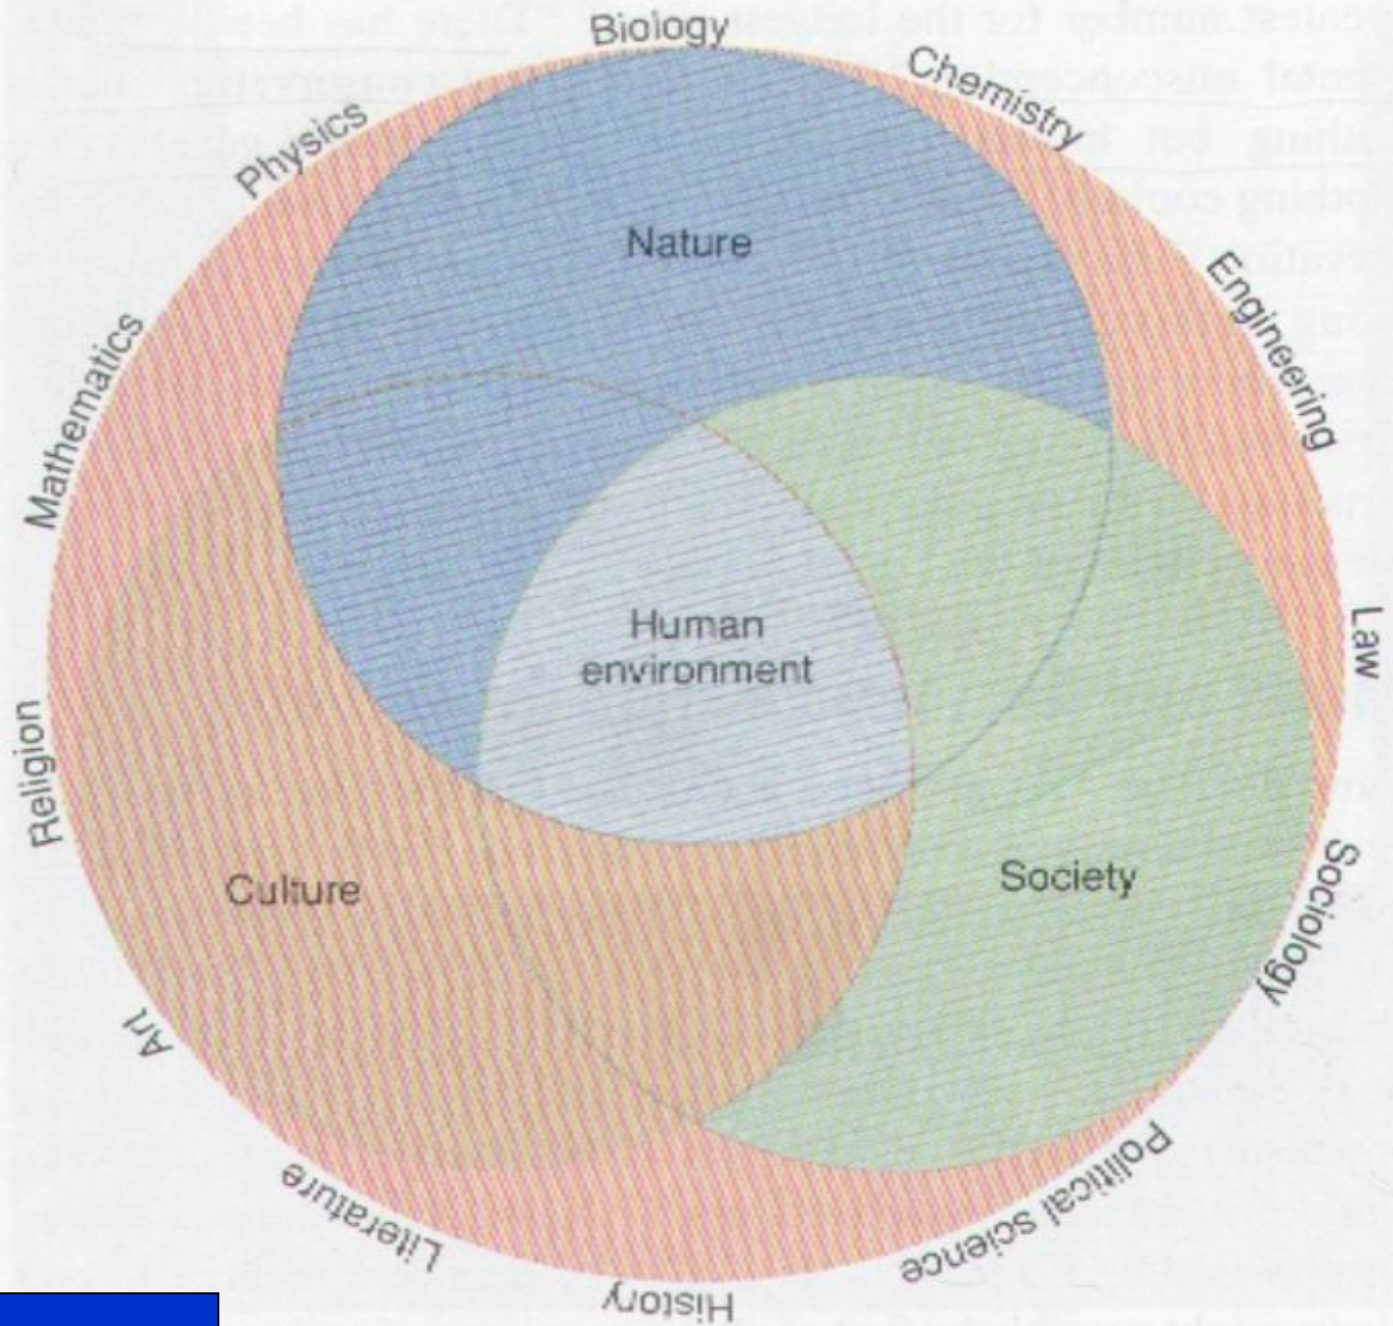 Biology
Chemistry
Engineering
Law
Sociology
Political science
History
Literature
Art
Religion
Mathematics
Physics
Nature
Human
environment
Culture
Society